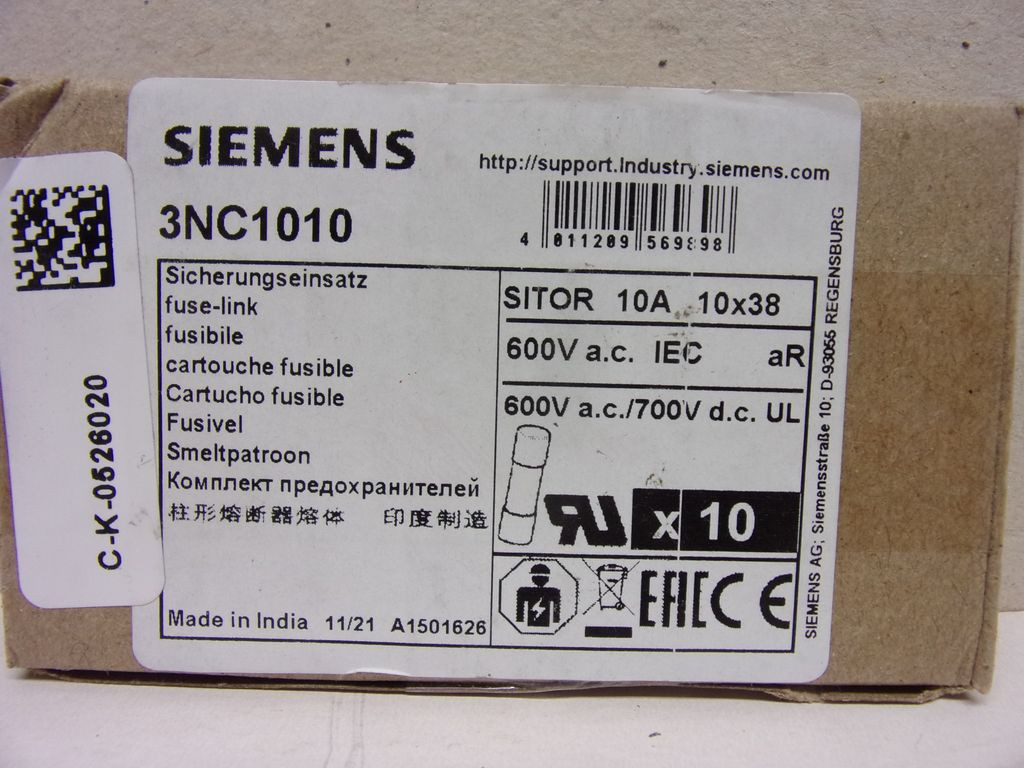 SIEMENS
http://support.Industry.siemens.com
3NC1010
4 011209 569898
Sicherungseinsatz
fuse-link
fusibile
cartouche fusible
Cartucho fusible
Fusivel
Smeltpatroon
Комплект предохранителей
柱形熔断器熔体 印度制造
Made in India 11/21 A1501626
SITOR 10A 10x38
600V a.c. IEC aR
600V a.c./700V d.c. UL
x 10
EAC CE
SIEMENS AG; Siemensstraße 10; D-93055 REGENSBURG
C-K-0526020